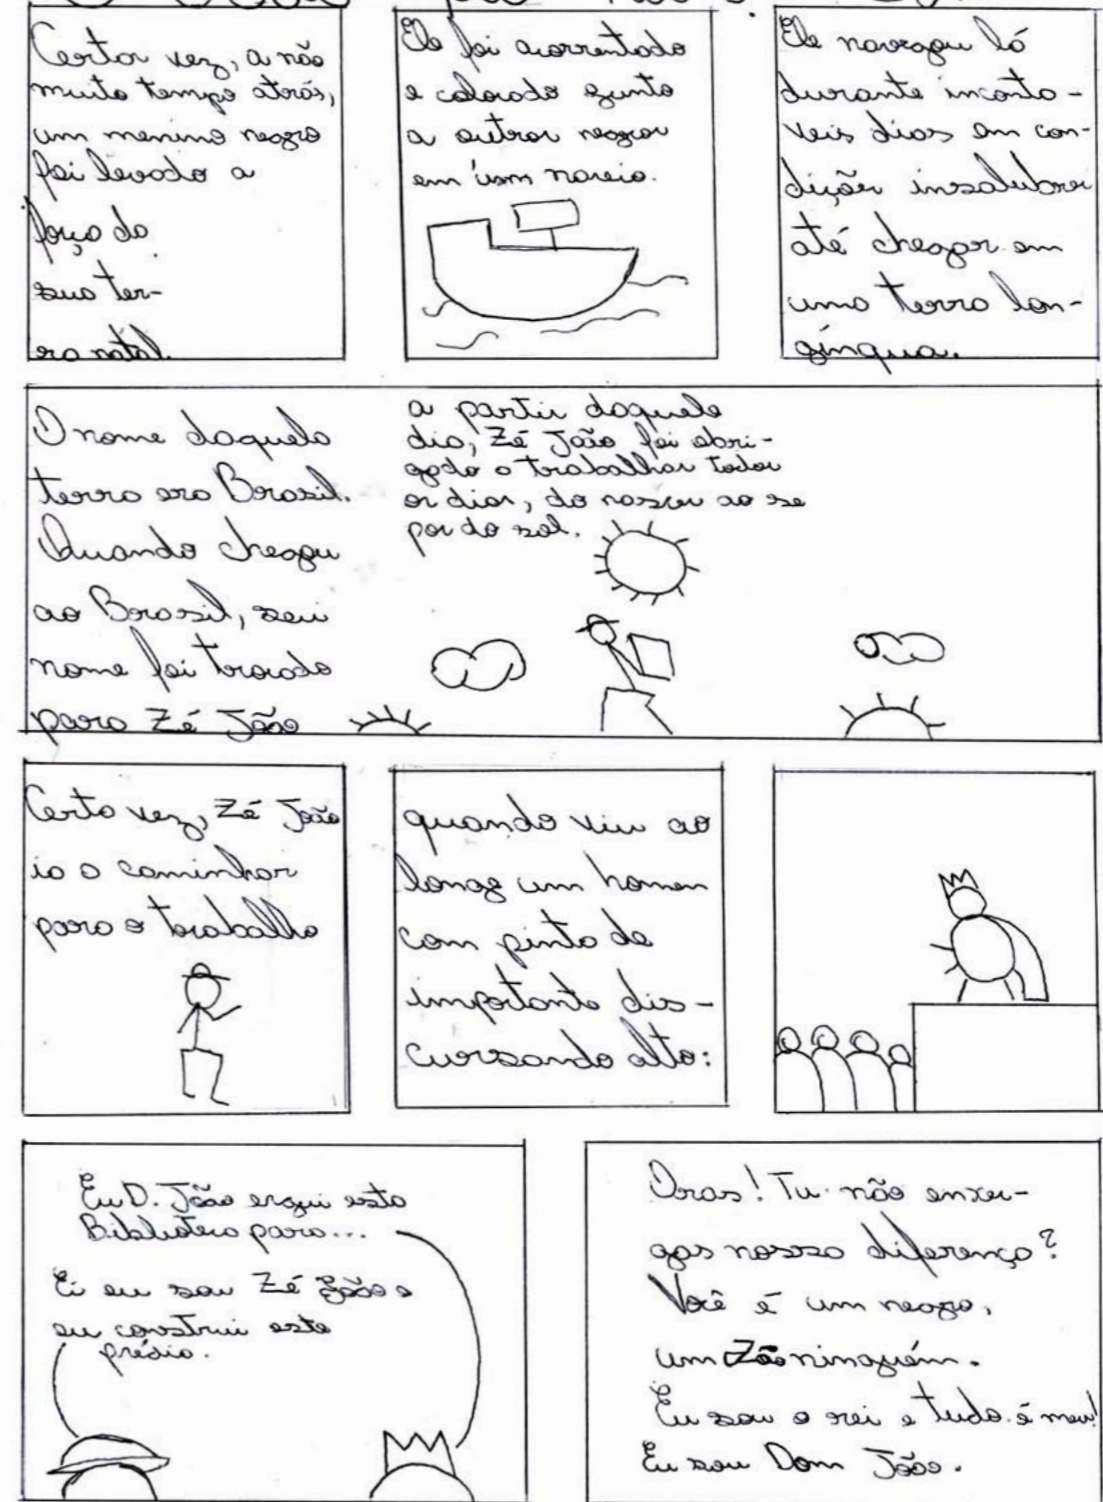 Certor vez, a não
muito tempo atrás,
um menino negro
foi levado a
força da
sua ter-
ra natal.
Ele foi acorrentado
e colocado gunto
a outros negros
em um naveio.
Ele navegou lá
durante inconta-
veis dias em con-
dições insalubres
até chegar em
uma terra lon-
gínqua.
O nome daquela
terra era Brasil.
Quando chegou
ao Brasil, seu
nome foi trocado
para Zé João
a partir daquele
dia, Zé João foi obri-
gado a trabalhar todos
os dias, do nascer ao se
por do sol.
Certa vez, Zé João
ia a caminhar
para o trabalho
quando viu ao
longe um homem
com pinta de
importante dis-
cursando alto:
Eu D. João ergui esta
Biblioteca para...
Ei eu sou Zé João e
eu construi este
prédio.
Oras! Tu não enxer-
gas nossa diferença?
Você é um negro,
um Zé ninguém.
Eu sou o rei e tudo é meu!
Eu sou Dom João.